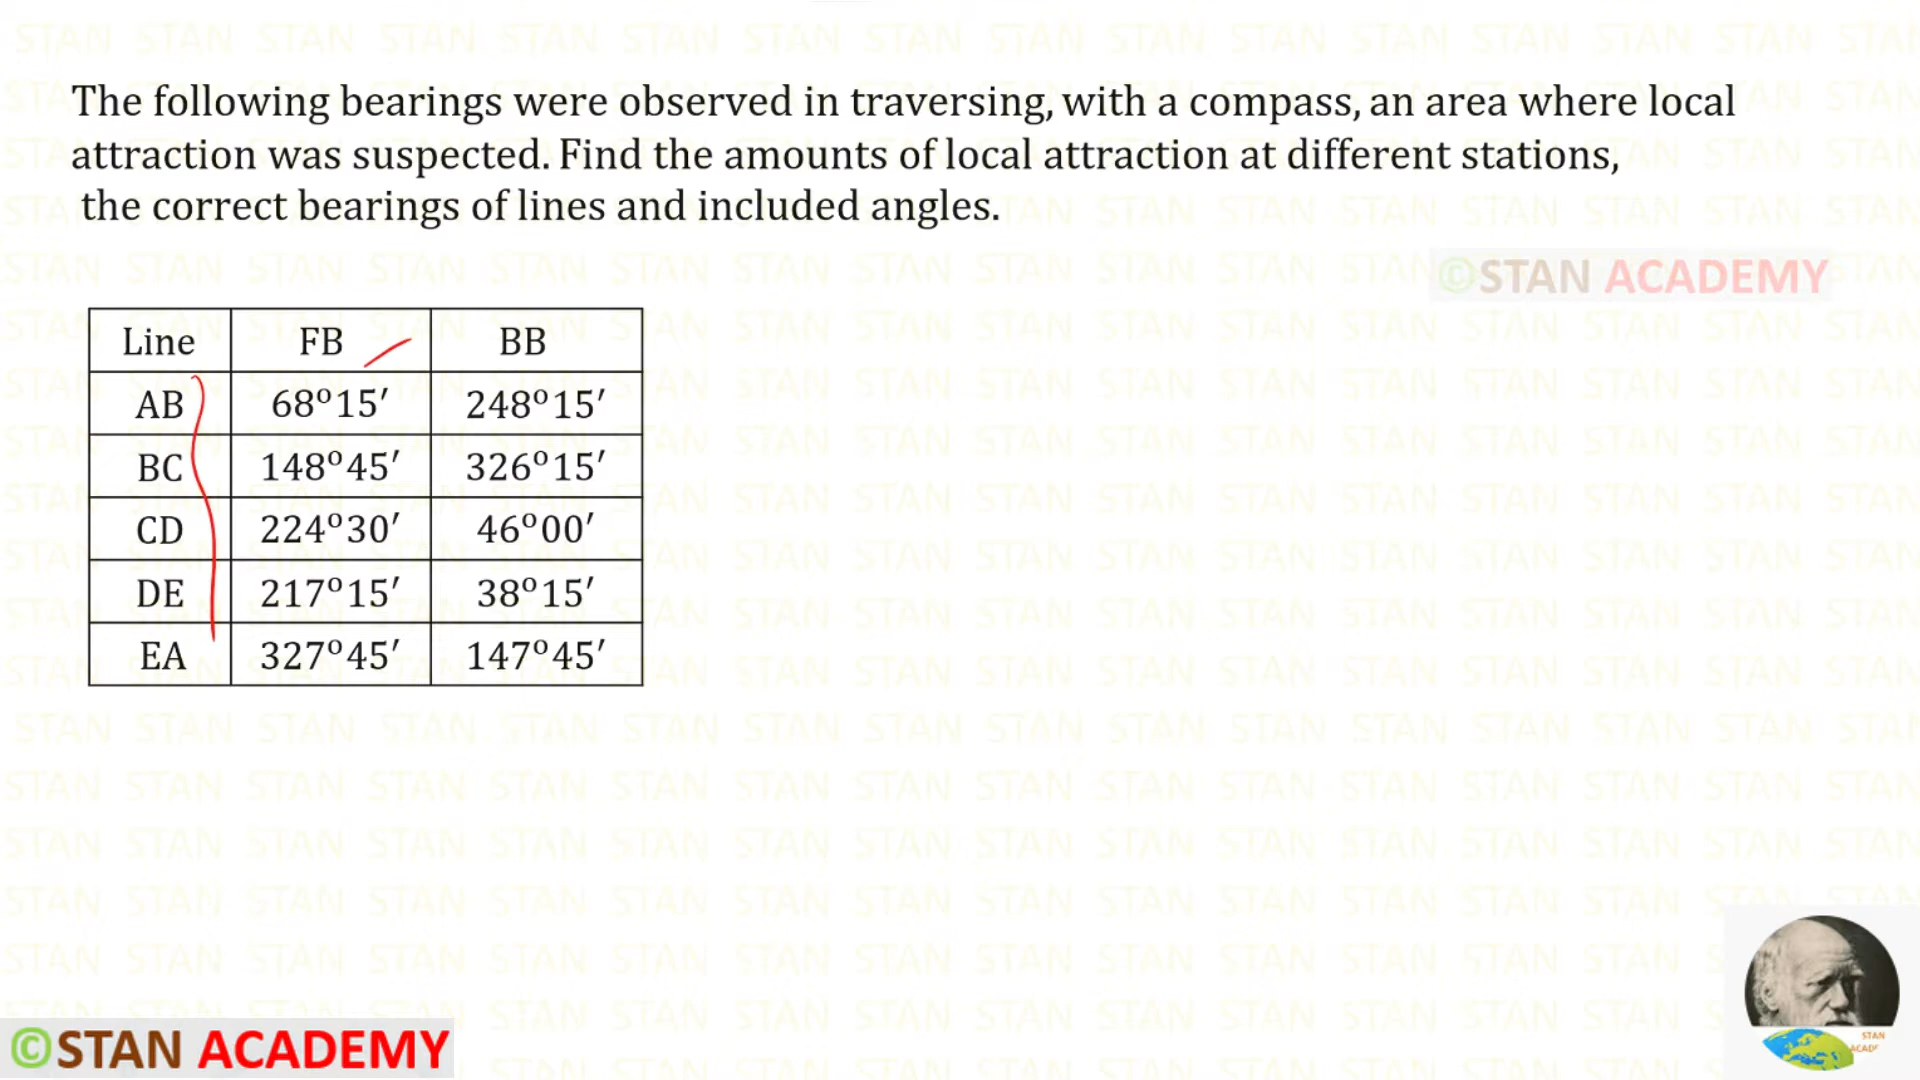 The following bearings were observed in traversing, with a compass, an area where local
attraction was suspected. Find the amounts of local attraction at different stations,
the correct bearings of lines and included angles.
©STAN ACADEMY
Line FB BB
AB 68°15′ 248°15′
BC 148°45′ 326°15′
CD 224°30′ 46°00′
DE 217°15′ 38°15′
EA 327°45′ 147°45′
©STAN ACADEMY
STAN